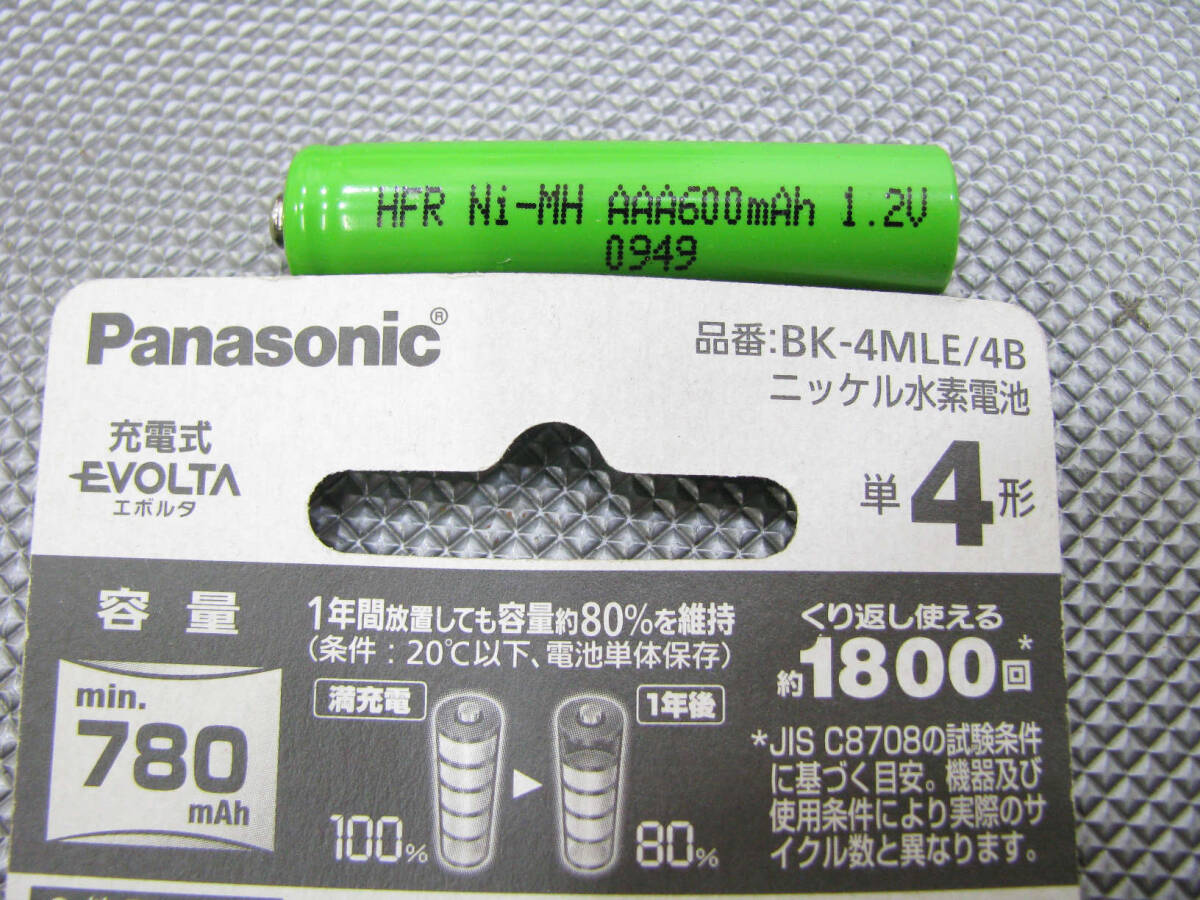 HFR Ni-MH AAA600mAh 1.2V
0949
Panasonic®
品番:BK-4MLE/4B
ニッケル水素電池
充電式
EVOLTA
エボルタ
単4形
容量
min.
780
mAh
1年間放置しても容量約80%を維持
(条件:20℃以下、電池単体保存)
満充電
1年後
100%
80%
くり返し使える
約1800回*
*JIS C8708の試験条件
に基づく目安。機器及び
使用条件により実際のサ
イクル数と異なります。